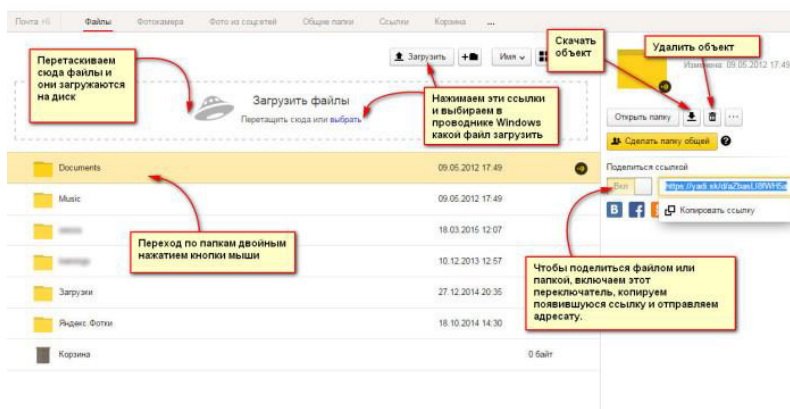 Почта +6 Файлы Фотокамера Фото из соцсетей Общие папки Ссылки Корзина ...
Перетаскиваем
сюда файлы и
они загружаются
на диск
Загрузить файлы
Перетащить сюда или выбрать
Загрузить Имя
Нажимаем эти ссылки
и выбираем в
проводнике Windows
какой файл загрузить
Скачать
объект
Удалить объект
Изменена: 09.05.2012 17:49
Открыть папку ...
Сделать папку общей ?
Поделиться ссылкой
Вкл
Копировать ссылку
Documents 09.05.2012 17:49
Music 09.05.2012 17:49
18.03.2015 12:07
10.12.2013 12:57
Загрузки 27.12.2014 20:35
Яндекс.Фотки 18.10.2014 14:30
Корзина 0 байт
Переход по папкам двойным
нажатием кнопки мыши
Чтобы поделиться файлом или
папкой, включаем этот
переключатель, копируем
появившуюся ссылку и отправляем
адресату.